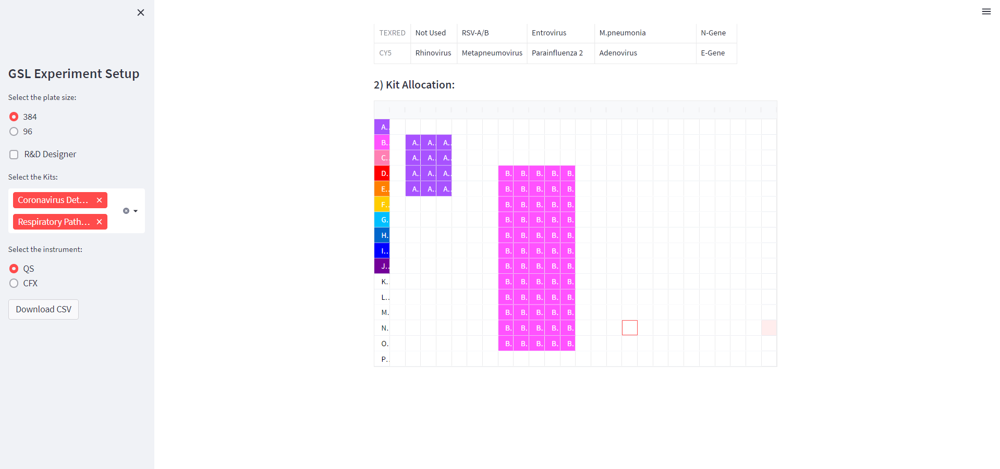 GSL Experiment Setup
Select the plate size:
384
96
R&D Designer
Select the Kits:
Coronavirus Det...
Respiratory Path...
Select the instrument:
QS
CFX
Download CSV
TEXRED Not Used RSV-A/B Entrovirus M.pneumonia N-Gene
CY5 Rhinovirus Metapneumovirus Parainfluenza 2 Adenovirus E-Gene
2) Kit Allocation:
A..
B. A. A. A.
C. A. A. A.
D. A. A. A. B. B. B. B. B.
E.. A. A. A. B. B. B. B. B.
F.. B. B. B. B. B.
G. B. B. B. B. B.
H. B. B. B. B. B.
I.. B. B. B. B. B.
J.. B. B. B. B. B.
K. B. B. B. B. B.
L.. B. B. B. B. B.
M. B. B. B. B. B.
N. B. B. B. B. B.
O. B. B. B. B. B.
P..